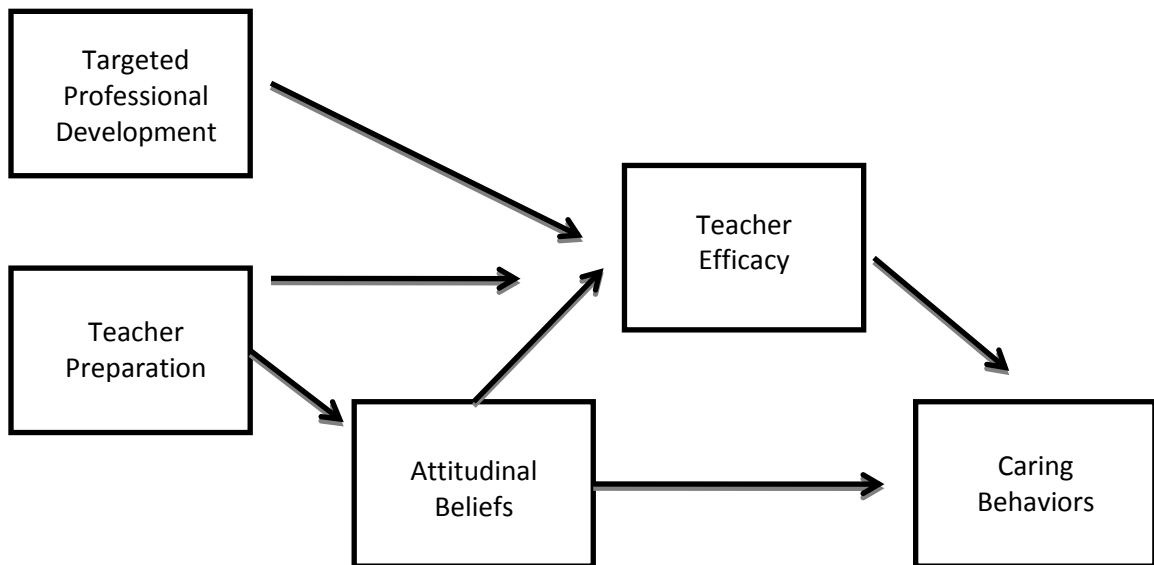 Targeted
Professional
Development
Teacher
Efficacy
Teacher
Preparation
Attitudinal
Beliefs
Caring
Behaviors